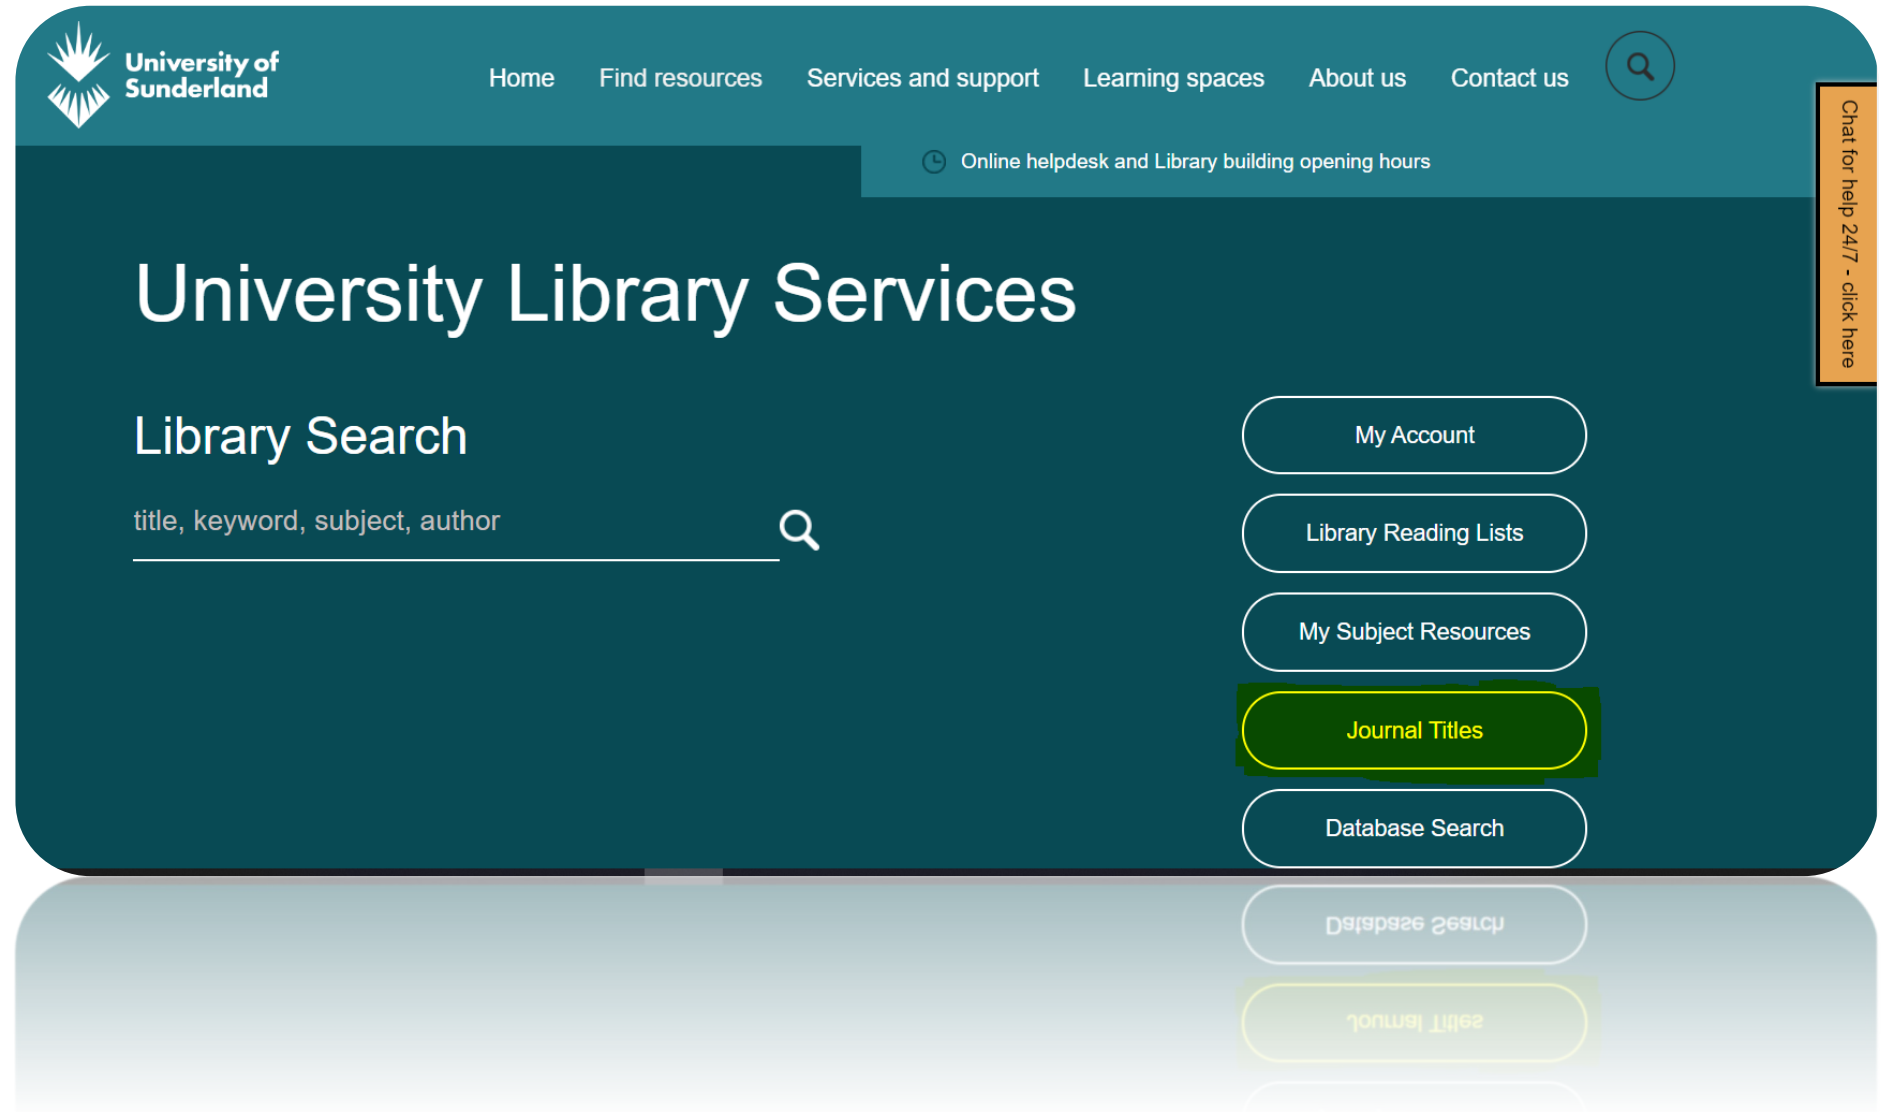 University of
Sunderland
Home Find resources Services and support Learning spaces About us Contact us
Online helpdesk and Library building opening hours
Chat for help 24/7 - click here
University Library Services
Library Search
title, keyword, subject, author
My Account
Library Reading Lists
My Subject Resources
Journal Titles
Database Search
Database Search
Journal Titles